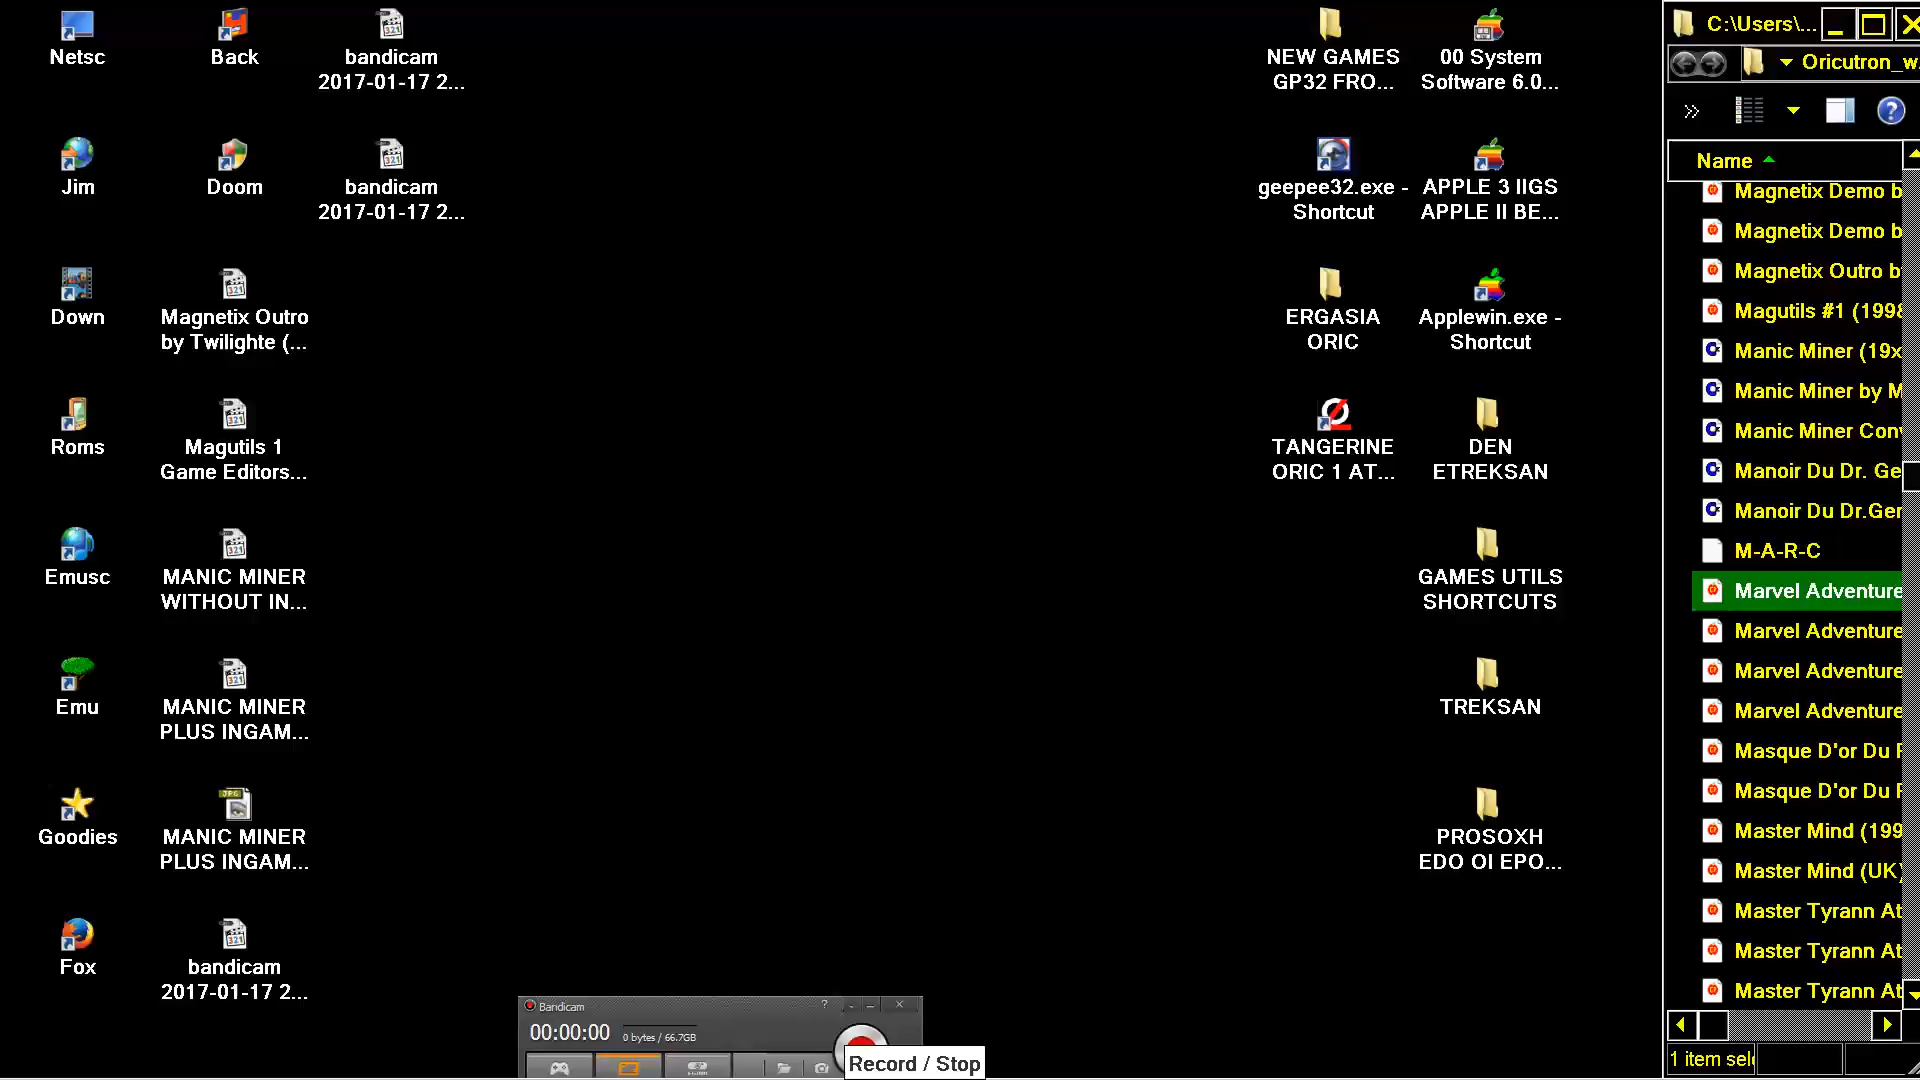 Netsc
Back
bandicam
2017-01-17 2...
Jim
Doom
bandicam
2017-01-17 2...
Down
Magnetix Outro
by Twilighte (...
Roms
Magutils 1
Game Editors...
Emusc
MANIC MINER
WITHOUT IN...
Emu
MANIC MINER
PLUS INGAM...
Goodies
MANIC MINER
PLUS INGAM...
Fox
bandicam
2017-01-17 2...
NEW GAMES
GP32 FRO...
00 System
Software 6.0...
geepee32.exe -
Shortcut
APPLE 3 IIGS
APPLE II BE...
ERGASIA
ORIC
Applewin.exe -
Shortcut
TANGERINE
ORIC 1 AT...
DEN
ETREKSAN
GAMES UTILS
SHORTCUTS
TREKSAN
PROSOXH
EDO OI EPO...
Bandicam
00:00:00
0 bytes / 66.7GB
Record / Stop
C:\Users\...
Oricutron_w
Name
Magnetix Demo b
Magnetix Demo b
Magnetix Outro b
Magutils #1 (1998
Manic Miner (19x
Manic Miner by M
Manic Miner Conv
Manoir Du Dr. Ge
Manoir Du Dr.Ger
M-A-R-C
Marvel Adventure
Marvel Adventure
Marvel Adventure
Marvel Adventure
Masque D'or Du
Masque D'or Du
Master Mind (199
Master Mind (UK)
Master Tyrann At
Master Tyrann At
Master Tyrann At
1 item sele